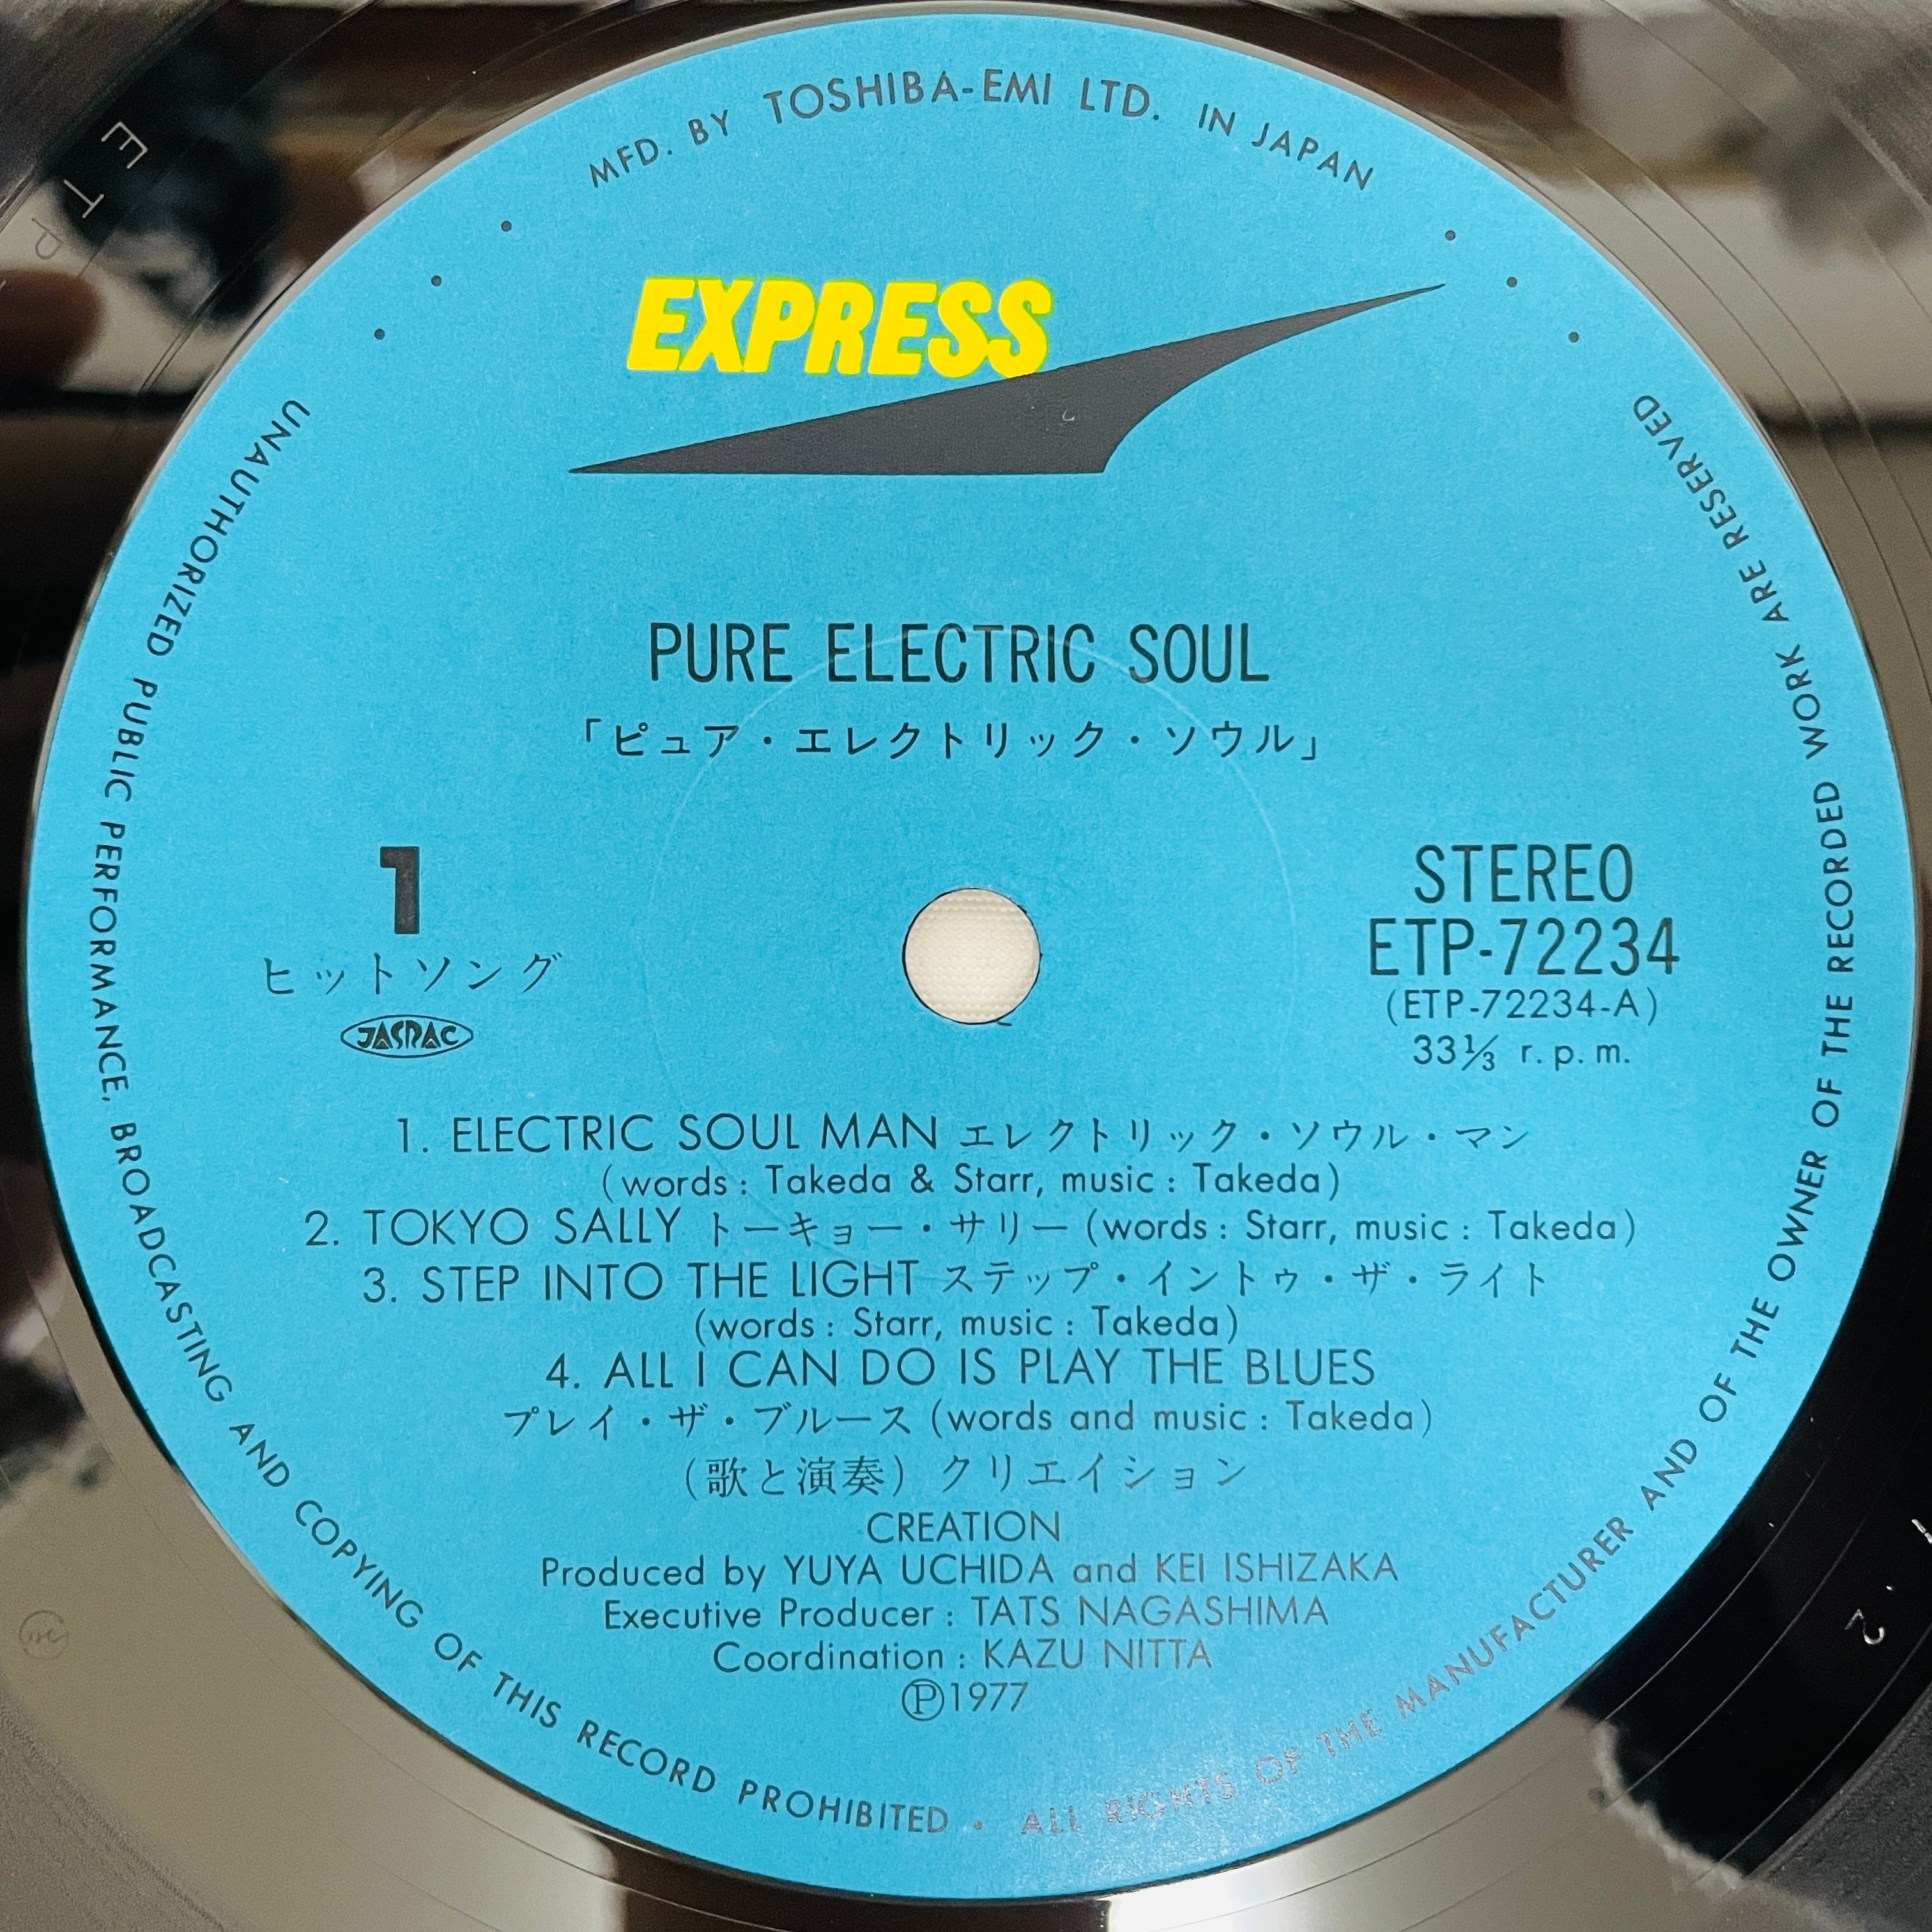 MFD. BY TOSHIBA-EMI LTD. IN JAPAN
EXPRESS
PURE ELECTRIC SOUL
「ピュア・エレクトリック・ソウル」
1
ヒットソング
JASRAC
STEREO
ETP-72234
(ETP-72234-A)
33 1/3 r.p.m.
1. ELECTRIC SOUL MAN エレクトリック・ソウル・マン
(words : Takeda & Starr, music : Takeda)
2. TOKYO SALLY トーキョー・サリー (words : Starr, music : Takeda)
3. STEP INTO THE LIGHT ステップ・イントゥ・ザ・ライト
(words : Starr, music : Takeda)
4. ALL I CAN DO IS PLAY THE BLUES
プレイ・ザ・ブルース (words and music : Takeda)
(歌と演奏) クリエイション
CREATION
Produced by YUYA UCHIDA and KEI ISHIZAKA
Executive Producer : TATS NAGASHIMA
Coordination : KAZU NITTA
Ⓟ1977
UNAUTHORIZED PUBLIC PERFORMANCE, BROADCASTING AND COPYING OF THIS RECORD PROHIBITED • ALL RIGHTS OF THE MANUFACTURER AND OF THE OWNER OF THE RECORDED WORK ARE RESERVED
ETP
2